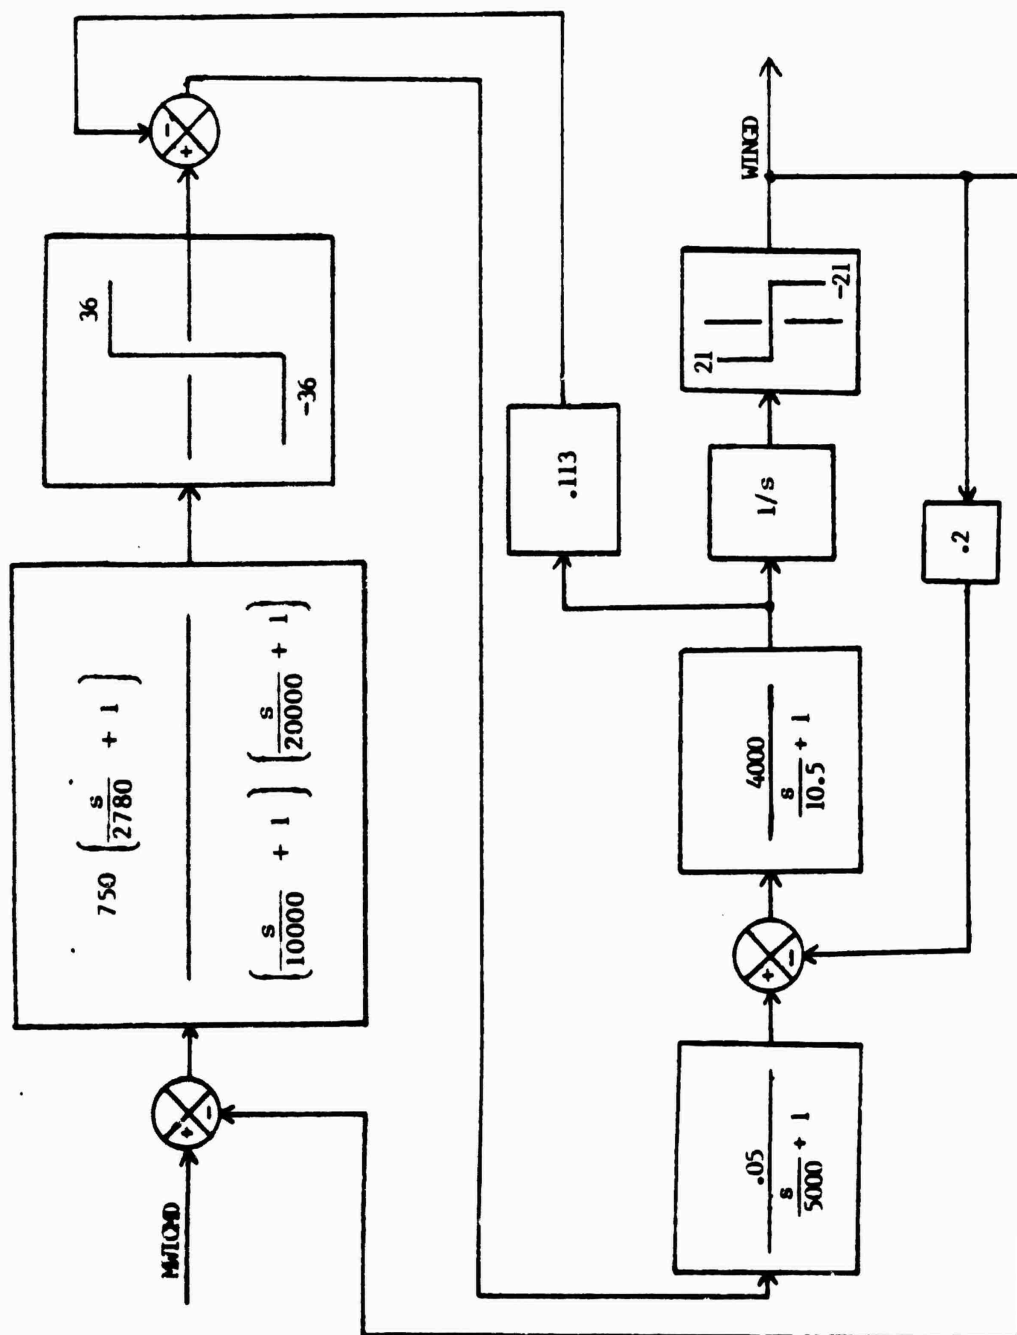 MWICMD
+
−
750 ( s/2780 + 1 )
( s/10000 + 1 ) ( s/20000 + 1 )
36
-36
+
−
.05
s/5000 + 1
+
−
4000
s/10.5 + 1
.113
1/s
21
-21
WINGD
.2